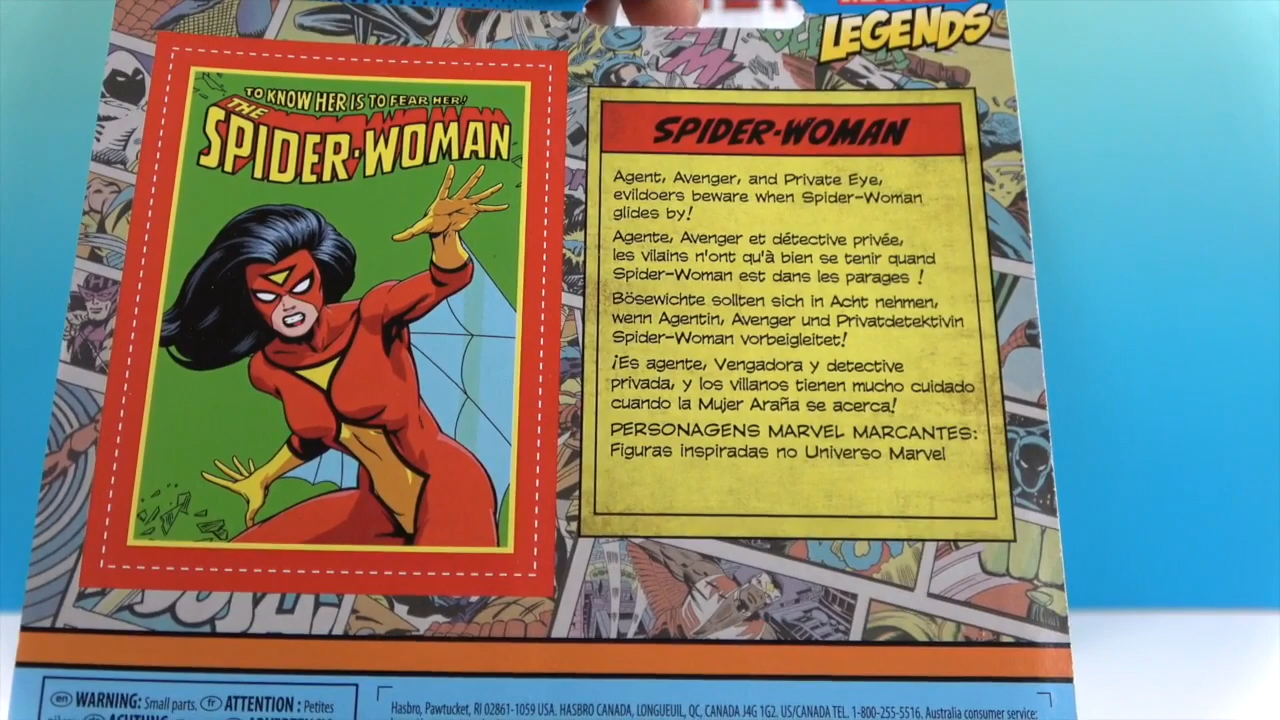 LEGENDS
TO KNOW HER IS TO FEAR HER!
THE
SPIDER-WOMAN
SPIDER-WOMAN
Agent, Avenger, and Private Eye,
evildoers beware when Spider-Woman
glides by!
Agente, Avenger et détective privée,
les vilains n'ont qu'à bien se tenir quand
Spider-Woman est dans les parages !
Bösewichte sollten sich in Acht nehmen,
wenn Agentin, Avenger und Privatdetektivin
Spider-Woman vorbeigleitet!
¡Es agente, Vengadora y detective
privada, y los villanos tienen mucho cuidado
cuando la Mujer Araña se acerca!
PERSONAGENS MARVEL MARCANTES:
Figuras inspiradas no Universo Marvel
en WARNING: Small parts. fr ATTENTION : Petites
Hasbro, Pawtucket, RI 02861-1059 USA. HASBRO CANADA, LONGUEUIL, QC, CANADA J4G 1G2. US/CANADA TEL. 1-800-255-5516. Australia consumer service: